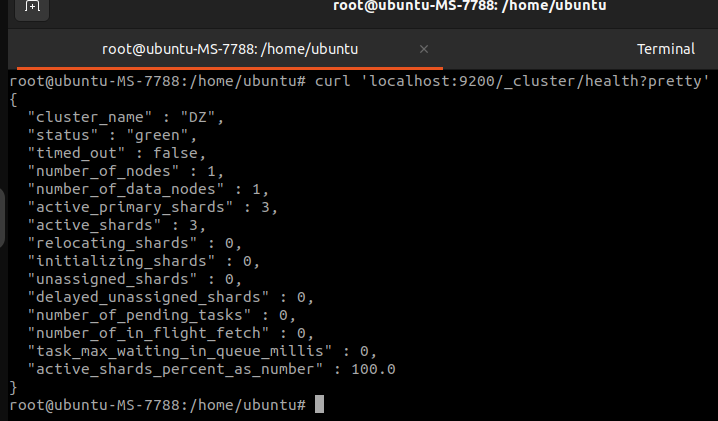 root@ubuntu-MS-7788: /home/ubuntu
root@ubuntu-MS-7788: /home/ubuntu × Terminal
root@ubuntu-MS-7788:/home/ubuntu# curl 'localhost:9200/_cluster/health?pretty'
{
  "cluster_name" : "DZ",
  "status" : "green",
  "timed_out" : false,
  "number_of_nodes" : 1,
  "number_of_data_nodes" : 1,
  "active_primary_shards" : 3,
  "active_shards" : 3,
  "relocating_shards" : 0,
  "initializing_shards" : 0,
  "unassigned_shards" : 0,
  "delayed_unassigned_shards" : 0,
  "number_of_pending_tasks" : 0,
  "number_of_in_flight_fetch" : 0,
  "task_max_waiting_in_queue_millis" : 0,
  "active_shards_percent_as_number" : 100.0
}
root@ubuntu-MS-7788:/home/ubuntu#